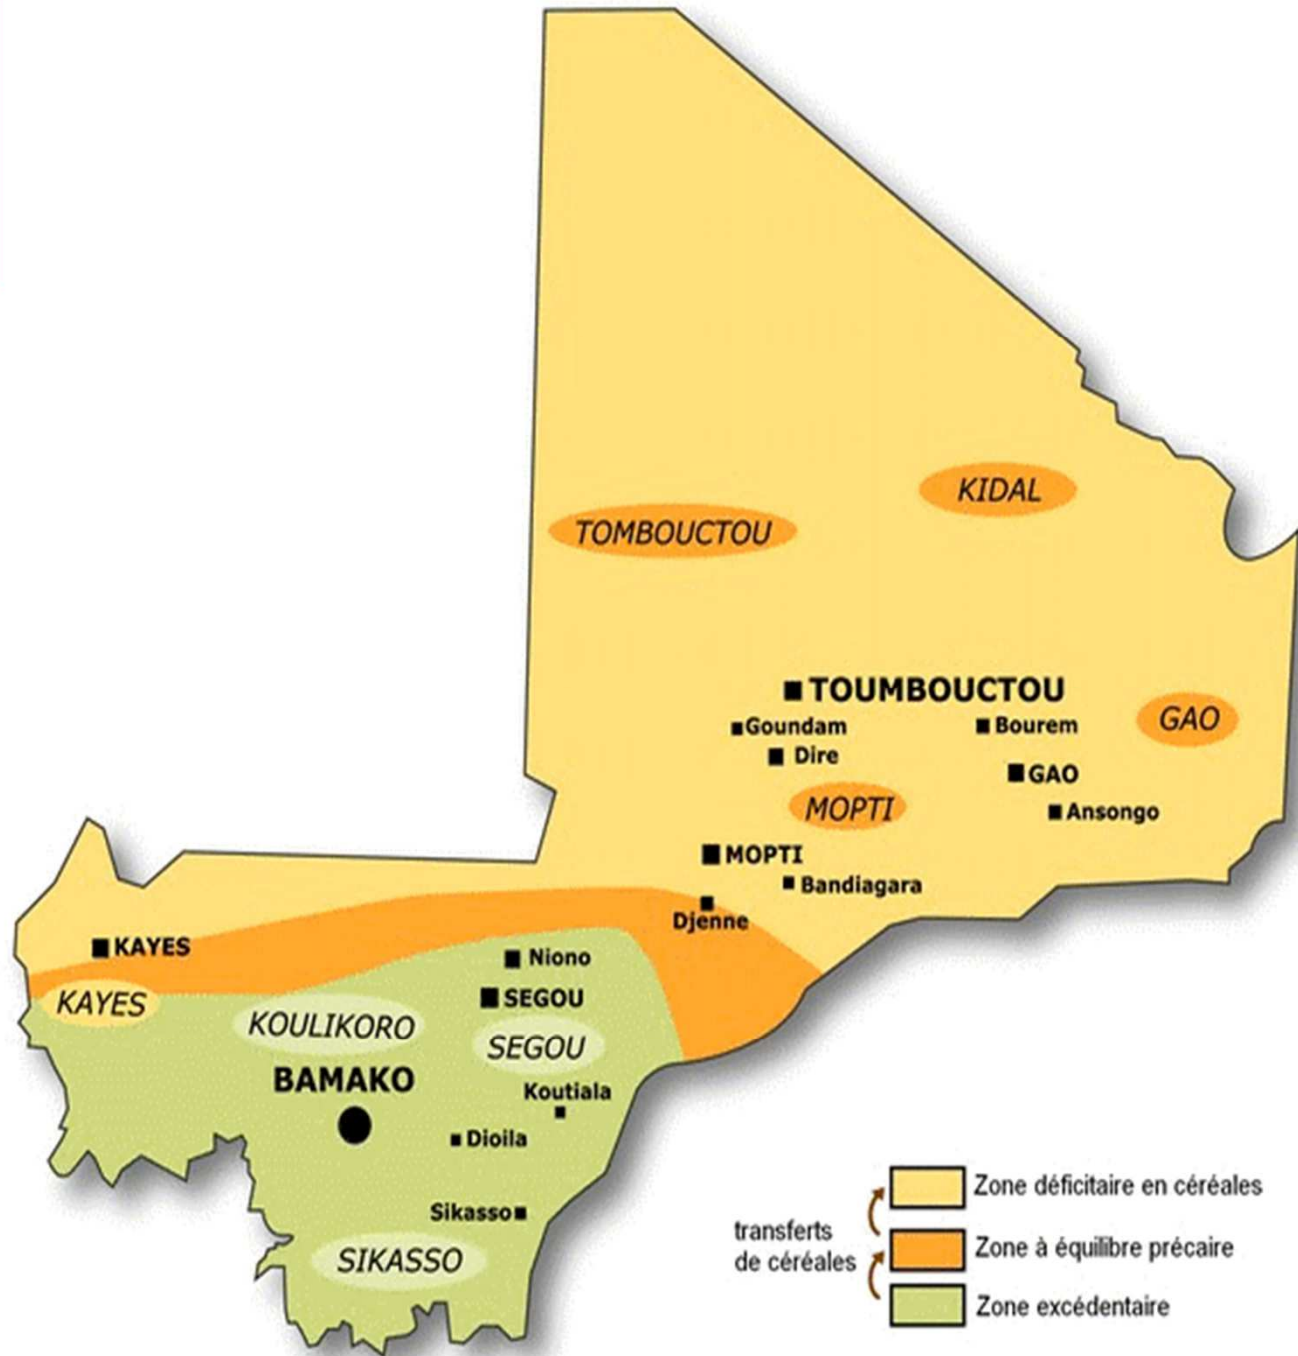 KIDAL
TOMBOUCTOU
TOUMBOUCTOU
GAO
Goundam
Bourem
Dire
GAO
MOPTI
Ansongo
MOPTI
Bandiagara
Djenne
KAYES
Niono
KAYES
SEGOU
KOULIKORO
SEGOU
BAMAKO
Koutiala
Dioila
Sikasso
SIKASSO
transferts
de céréales
Zone déficitaire en céréales
Zone à équilibre précaire
Zone excédentaire